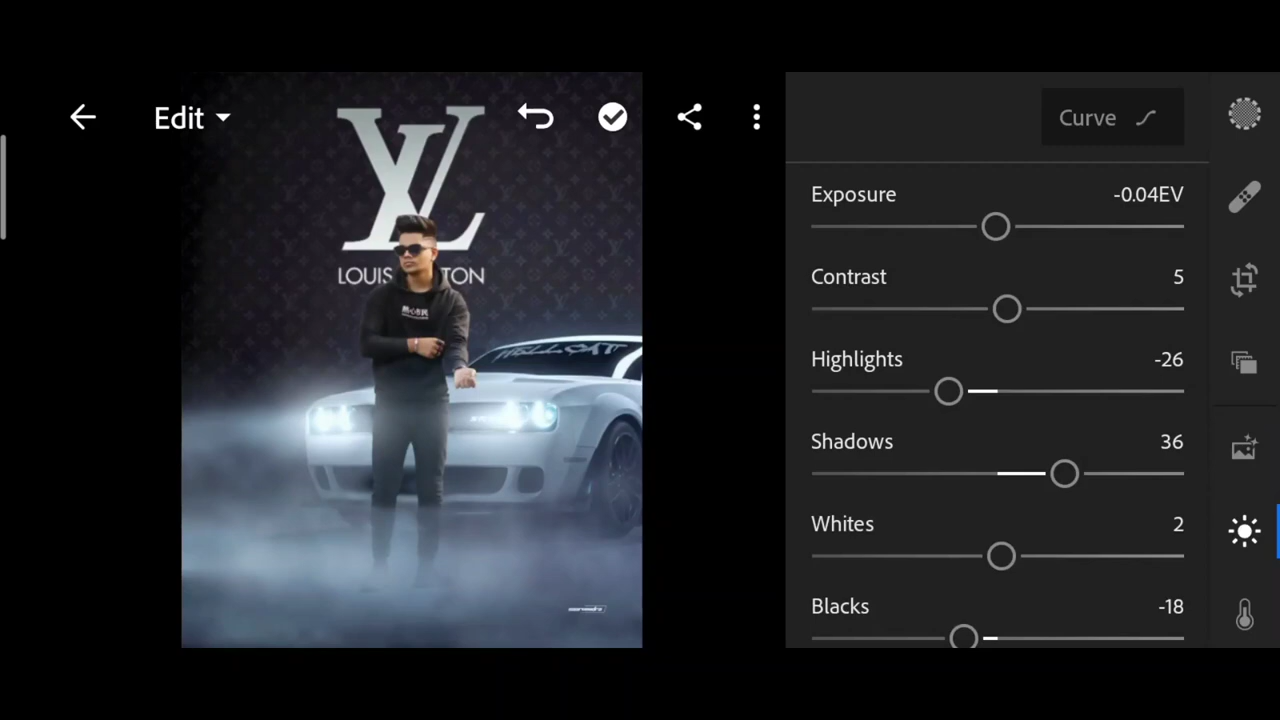 Edit
Curve
LV
LOUIS TON
Exposure
-0.04EV
Contrast
5
Highlights
-26
Shadows
36
Whites
2
Blacks
-18